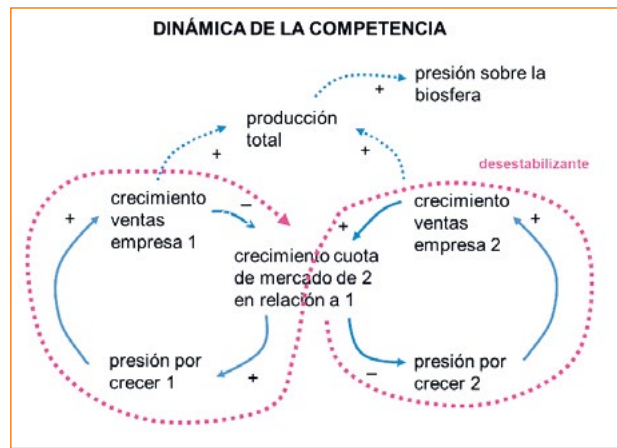 DINÁMICA DE LA COMPETENCIA
presión sobre la
biosfera
+
producción
total
+
+
desestabilizante
crecimiento
ventas
empresa 1
+
–
crecimiento
ventas
empresa 2
+
+
crecimiento cuota
de mercado de 2
en relación a 1
presión por
crecer 1
+
–
presión por
crecer 2